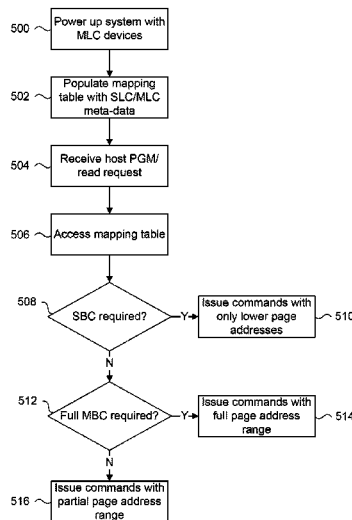 500
Power up system with
MLC devices
502
Populate mapping
table with SLC/MLC
meta-data
504
Receive host PGM/
read request
506
Access mapping table
508
SBC required?
Y
Issue commands with
only lower page
addresses
510
N
512
Full MBC required?
Y
Issue commands with
full page address
range
514
N
516
Issue commands with
partial page address
range